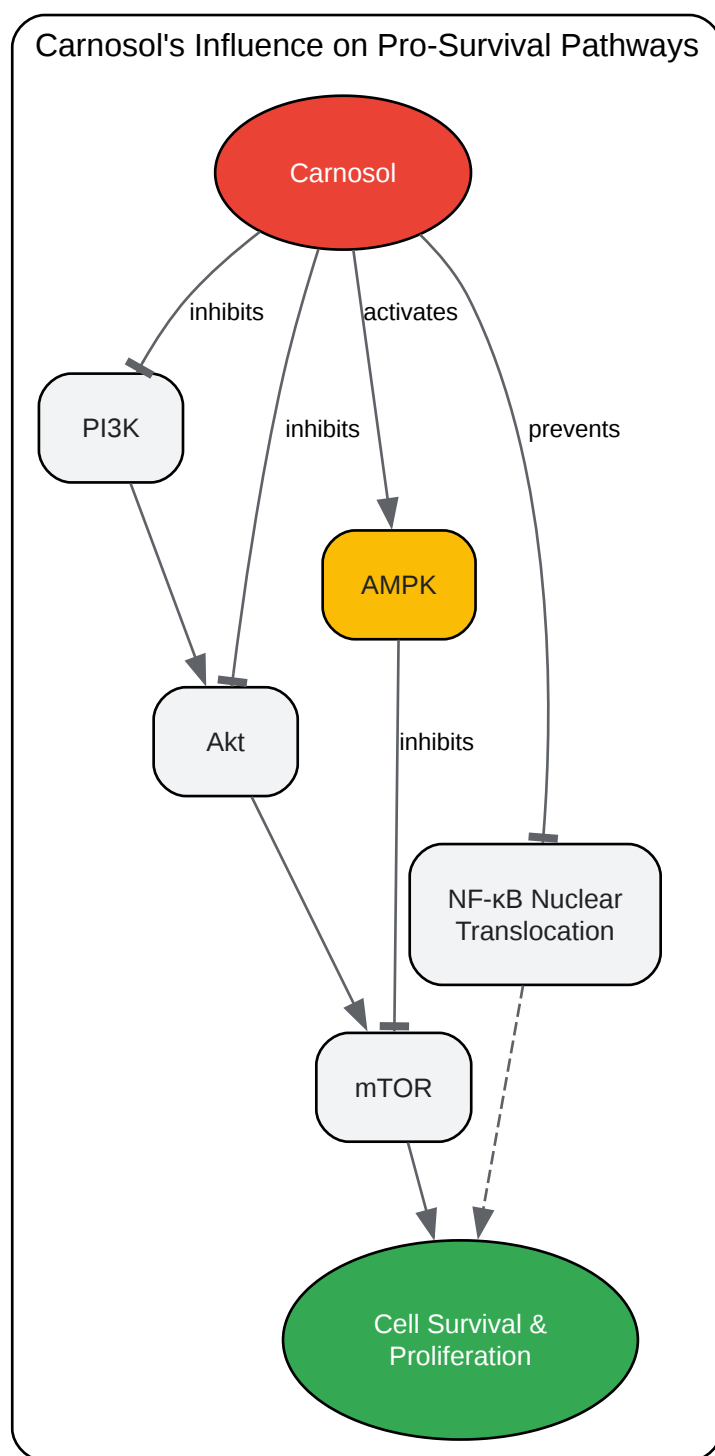 Carnosol's Influence on Pro-Survival Pathways
Carnosol
inhibits
activates
PI3K
inhibits
prevents
AMPK
Akt
inhibits
NF-κB Nuclear
Translocation
mTOR
Cell Survival &
Proliferation